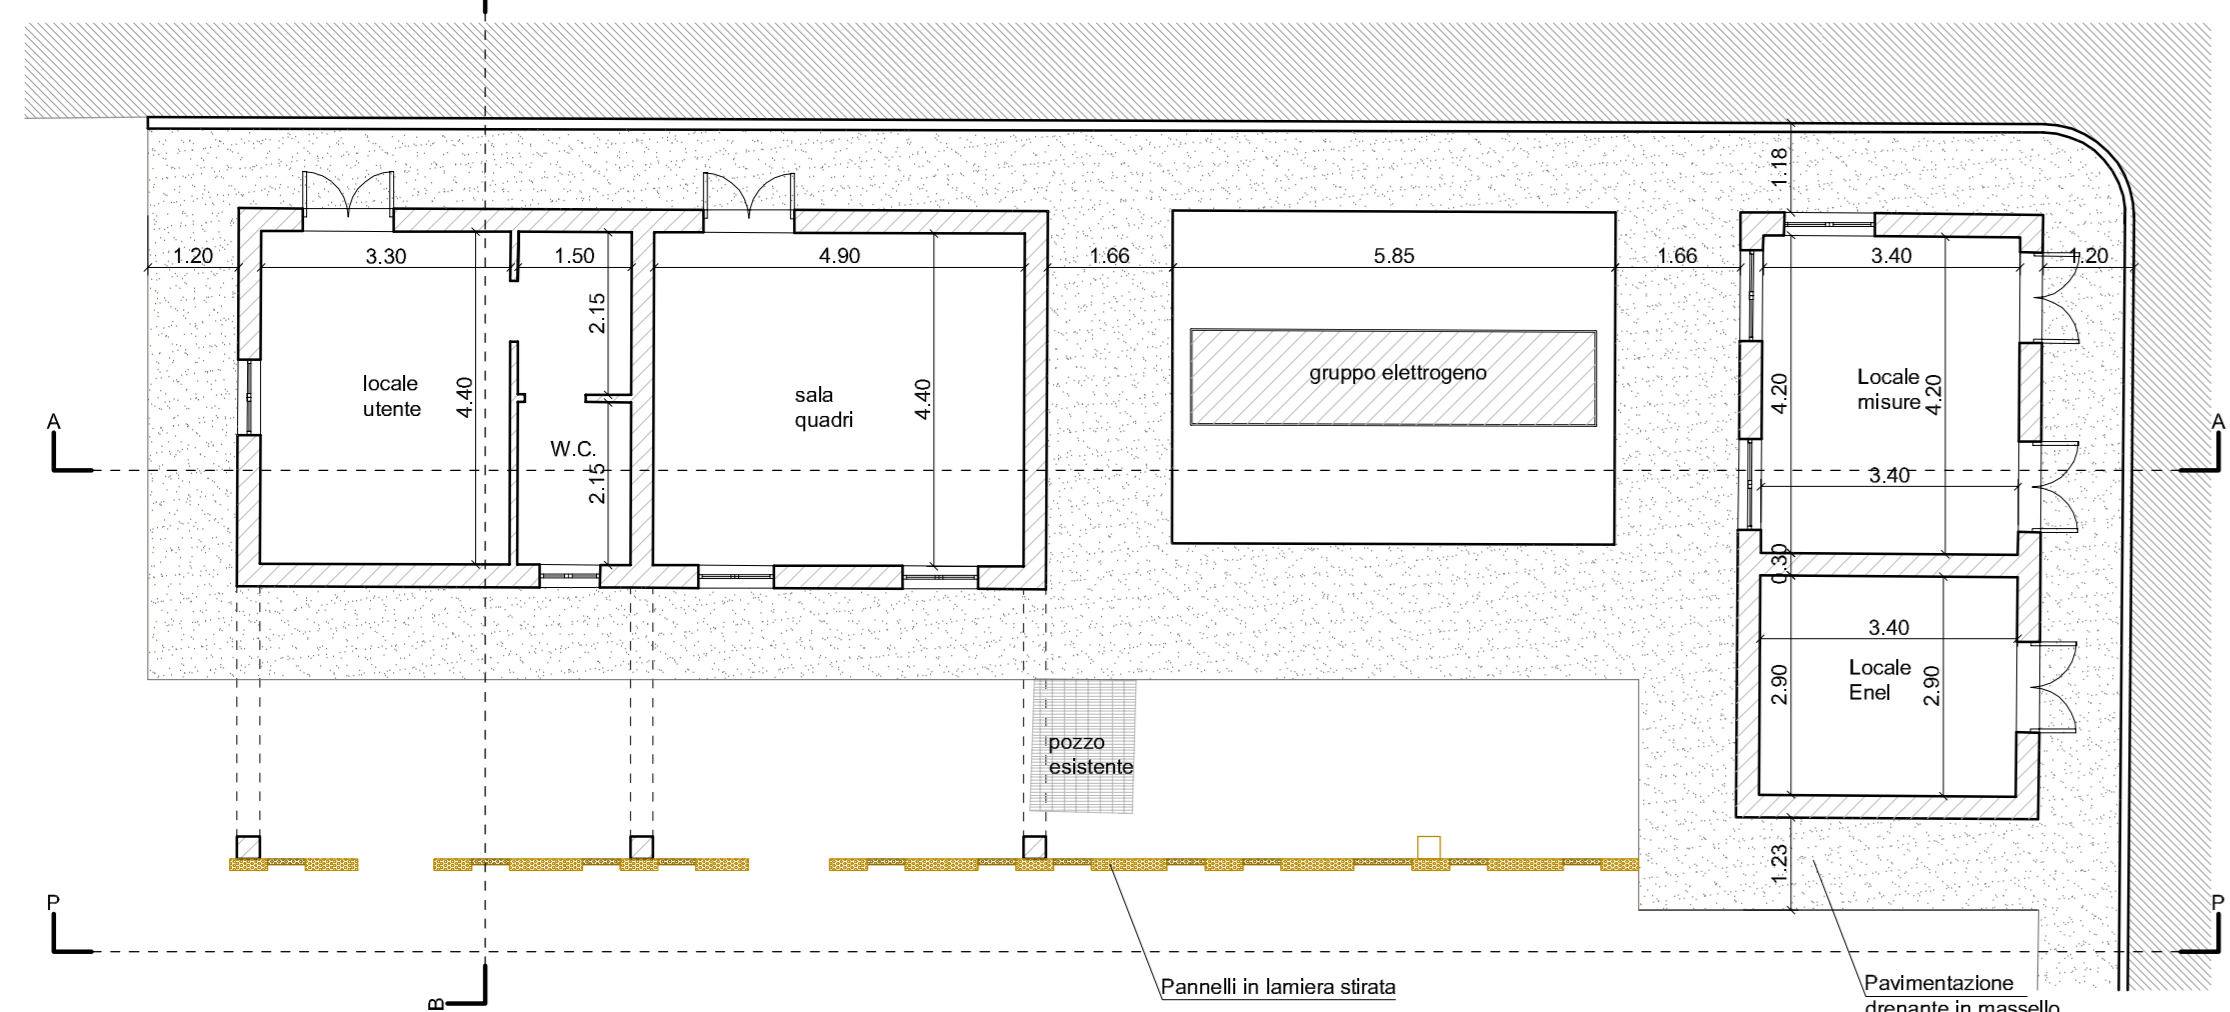 1.18
1.20
3.30
1.50
4.90
1.66
5.85
1.66
3.40
1.20
2.15
locale
utente
4.40
sala
quadri
4.40
gruppo elettrogeno
4.20
Locale
misure
4.20
A
A
W.C.
2.15
3.40
0.30
3.40
2.90
Locale
Enel
2.90
pozzo
esistente
1.23
P
P
B
Pannelli in lamiera stirata
Pavimentazione
drenante in massello